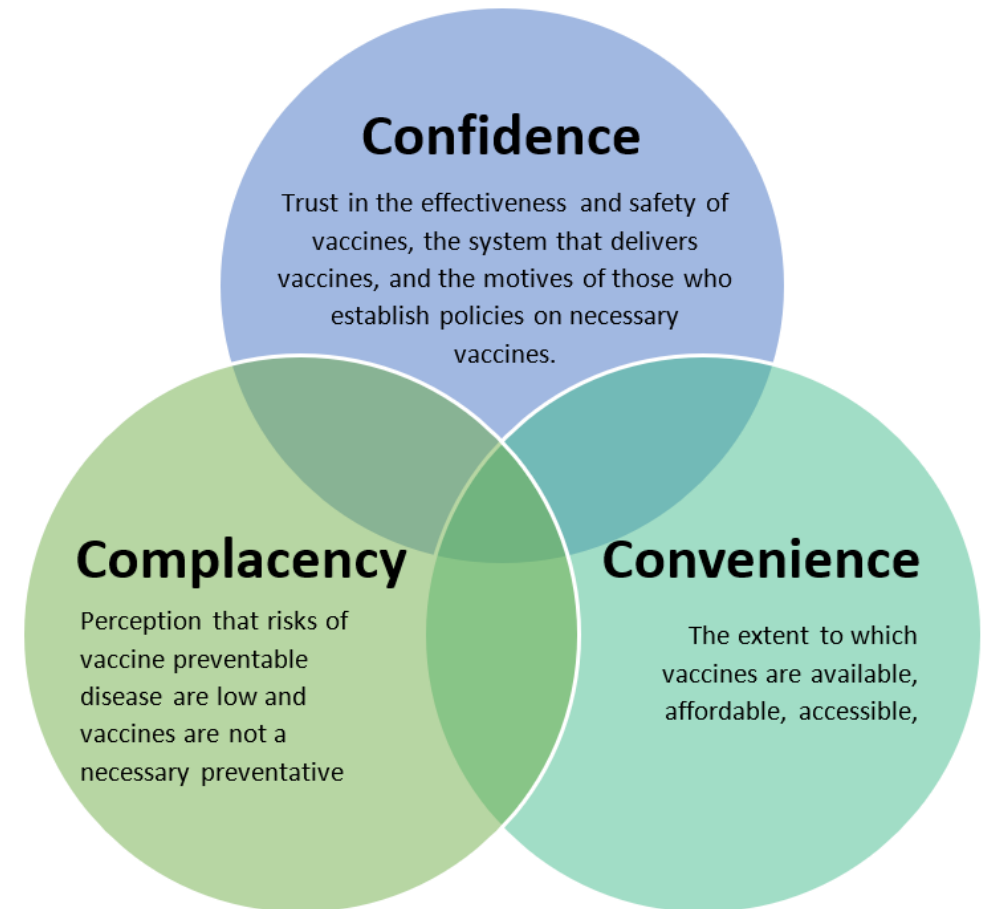 Confidence
Trust in the effectiveness and safety of
vaccines, the system that delivers
vaccines, and the motives of those who
establish policies on necessary
vaccines.
Complacency
Perception that risks of
vaccine preventable
disease are low and
vaccines are not a
necessary preventative
Convenience
The extent to which
vaccines are available,
affordable, accessible,